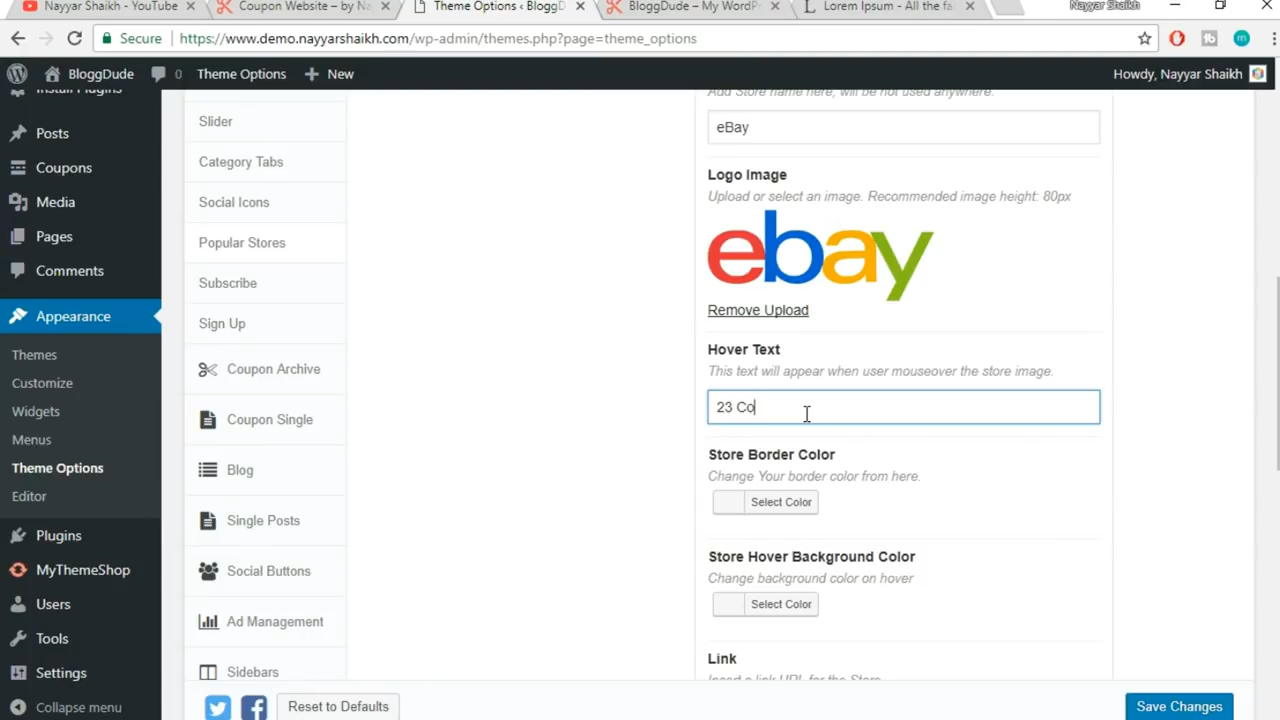 Nayyar Shaikh - YouTube
Coupon Website – by Na
Theme Options ‹ BloggD
BloggDude – My WordP
Lorem Ipsum - All the fa
Nayyar Shaikh
Secure
https://www.demo.nayyarshaikh.com/wp-admin/themes.php?page=theme_options
BloggDude
0
Theme Options
New
Howdy, Nayyar Shaikh
Install Plugins
Posts
Coupons
Media
Pages
Comments
Appearance
Themes
Customize
Widgets
Menus
Theme Options
Editor
Plugins
MyThemeShop
Users
Tools
Settings
Collapse menu
Slider
Category Tabs
Social Icons
Popular Stores
Subscribe
Sign Up
Coupon Archive
Coupon Single
Blog
Single Posts
Social Buttons
Ad Management
Sidebars
Add Store name here, will be not used anywhere.
eBay
Logo Image
Upload or select an image. Recommended image height: 80px
ebay
Remove Upload
Hover Text
This text will appear when user mouseover the store image.
23 Co
Store Border Color
Change Your border color from here.
Select Color
Store Hover Background Color
Change background color on hover
Select Color
Link
Insert a link URL for the Store
Reset to Defaults
Save Changes